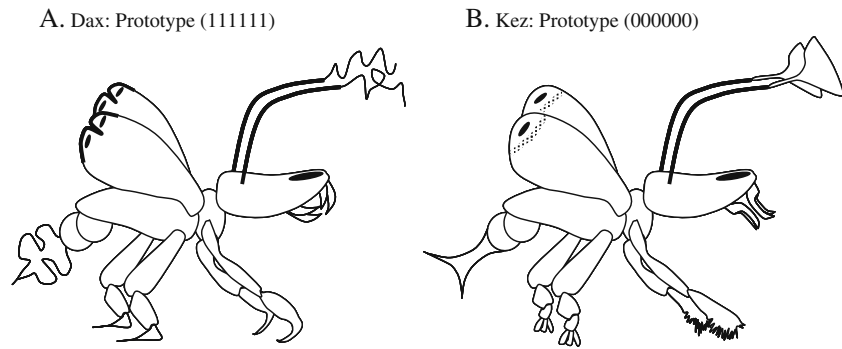 A. Dax: Prototype (111111)
B. Kez: Prototype (000000)